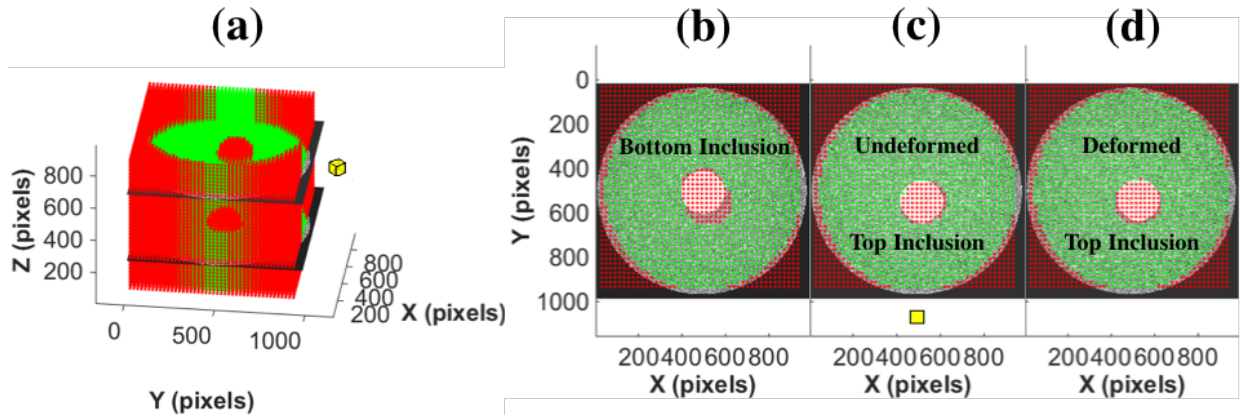 (a)
(b)
(c)
(d)
Z (pixels)
800
600
400
200
0
500
1000
Y (pixels)
800
600
400
200
X (pixels)
Y (pixels)
0
200
400
600
800
1000
Bottom Inclusion
200400600800
X (pixels)
Undeformed
Top Inclusion
200400600800
X (pixels)
Deformed
Top Inclusion
200400600800
X (pixels)